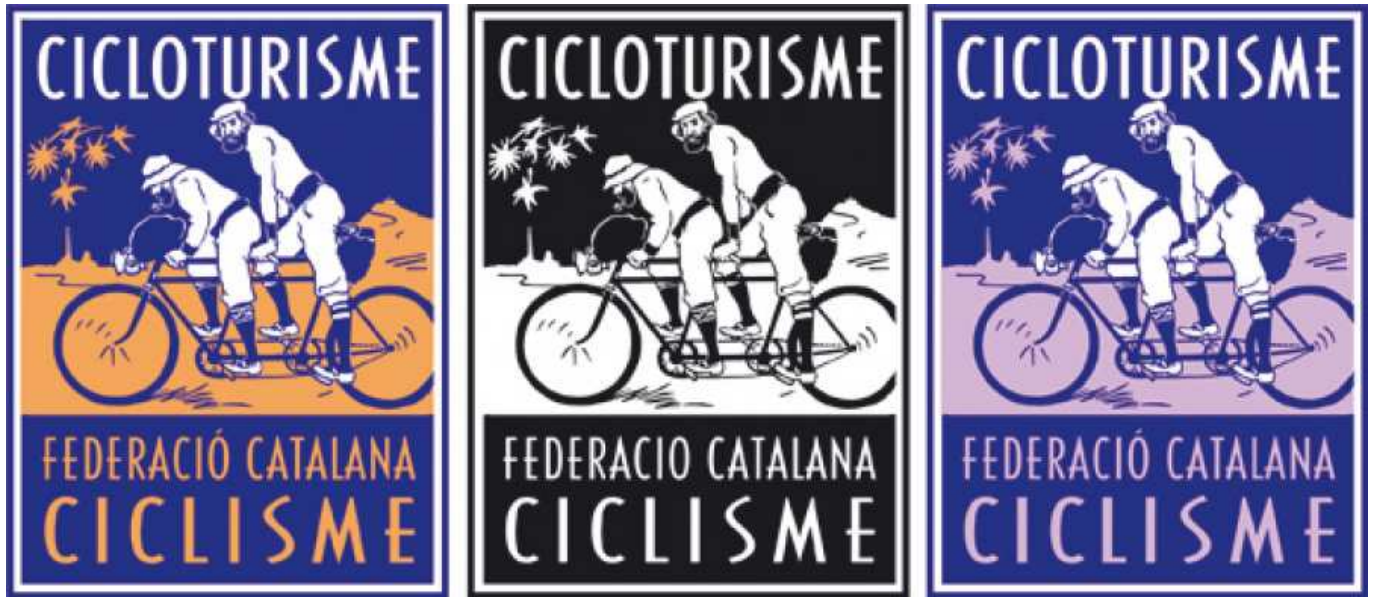 CICLOTURISME
FEDERACIÓ CATALANA
CICLISME
CICLOTURISME
FEDERACIO CATALANA
CICLISME
CICLOTURISME
FEDERACIÓ CATALANA
CICLISME